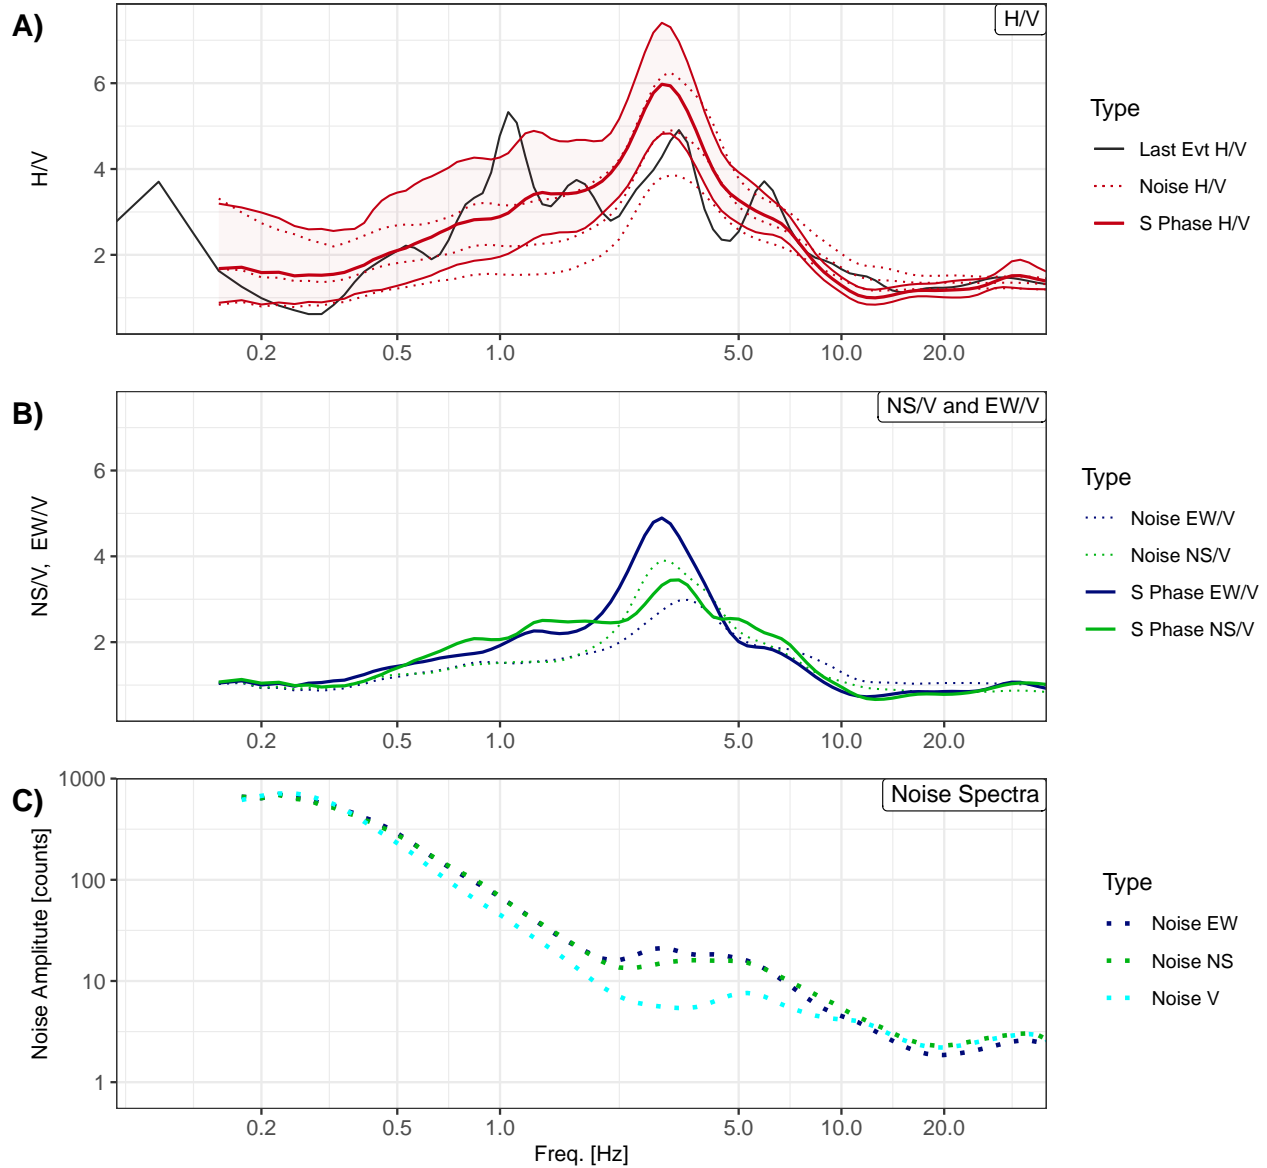 A)
H/V
H/V
6
4
2
0.2
0.5
1.0
5.0
10.0
20.0
Type
Last Evt H/V
Noise H/V
S Phase H/V
B)
NS/V and EW/V
NS/V, EW/V
6
4
2
0.2
0.5
1.0
5.0
10.0
20.0
Type
Noise EW/V
Noise NS/V
S Phase EW/V
S Phase NS/V
C)
Noise Spectra
Noise Amplitute [counts]
1000
100
10
1
0.2
0.5
1.0
5.0
10.0
20.0
Freq. [Hz]
Type
Noise EW
Noise NS
Noise V